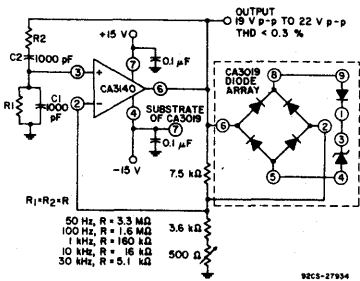 OUTPUT
19 V p-p TO 22 V p-p
THD < 0.3 %
+15 V
R2
C2
1000 pF
7
0.1 µF
CA3019
DIODE
ARRAY
3
+
CA3140
6
8
9
R1
C1
1000
pF
2
−
4
SUBSTRATE
OF CA3019
7
0.1 µF
6
2
1
3
-15 V
7.5 kΩ
5
4
R1=R2=R
50 Hz, R = 3.3 MΩ
100 Hz, R = 1.6 MΩ
1 kHz, R = 160 kΩ
10 kHz, R = 16 kΩ
30 kHz, R = 5.1 kΩ
3.6 kΩ
500 Ω
92CS-27934